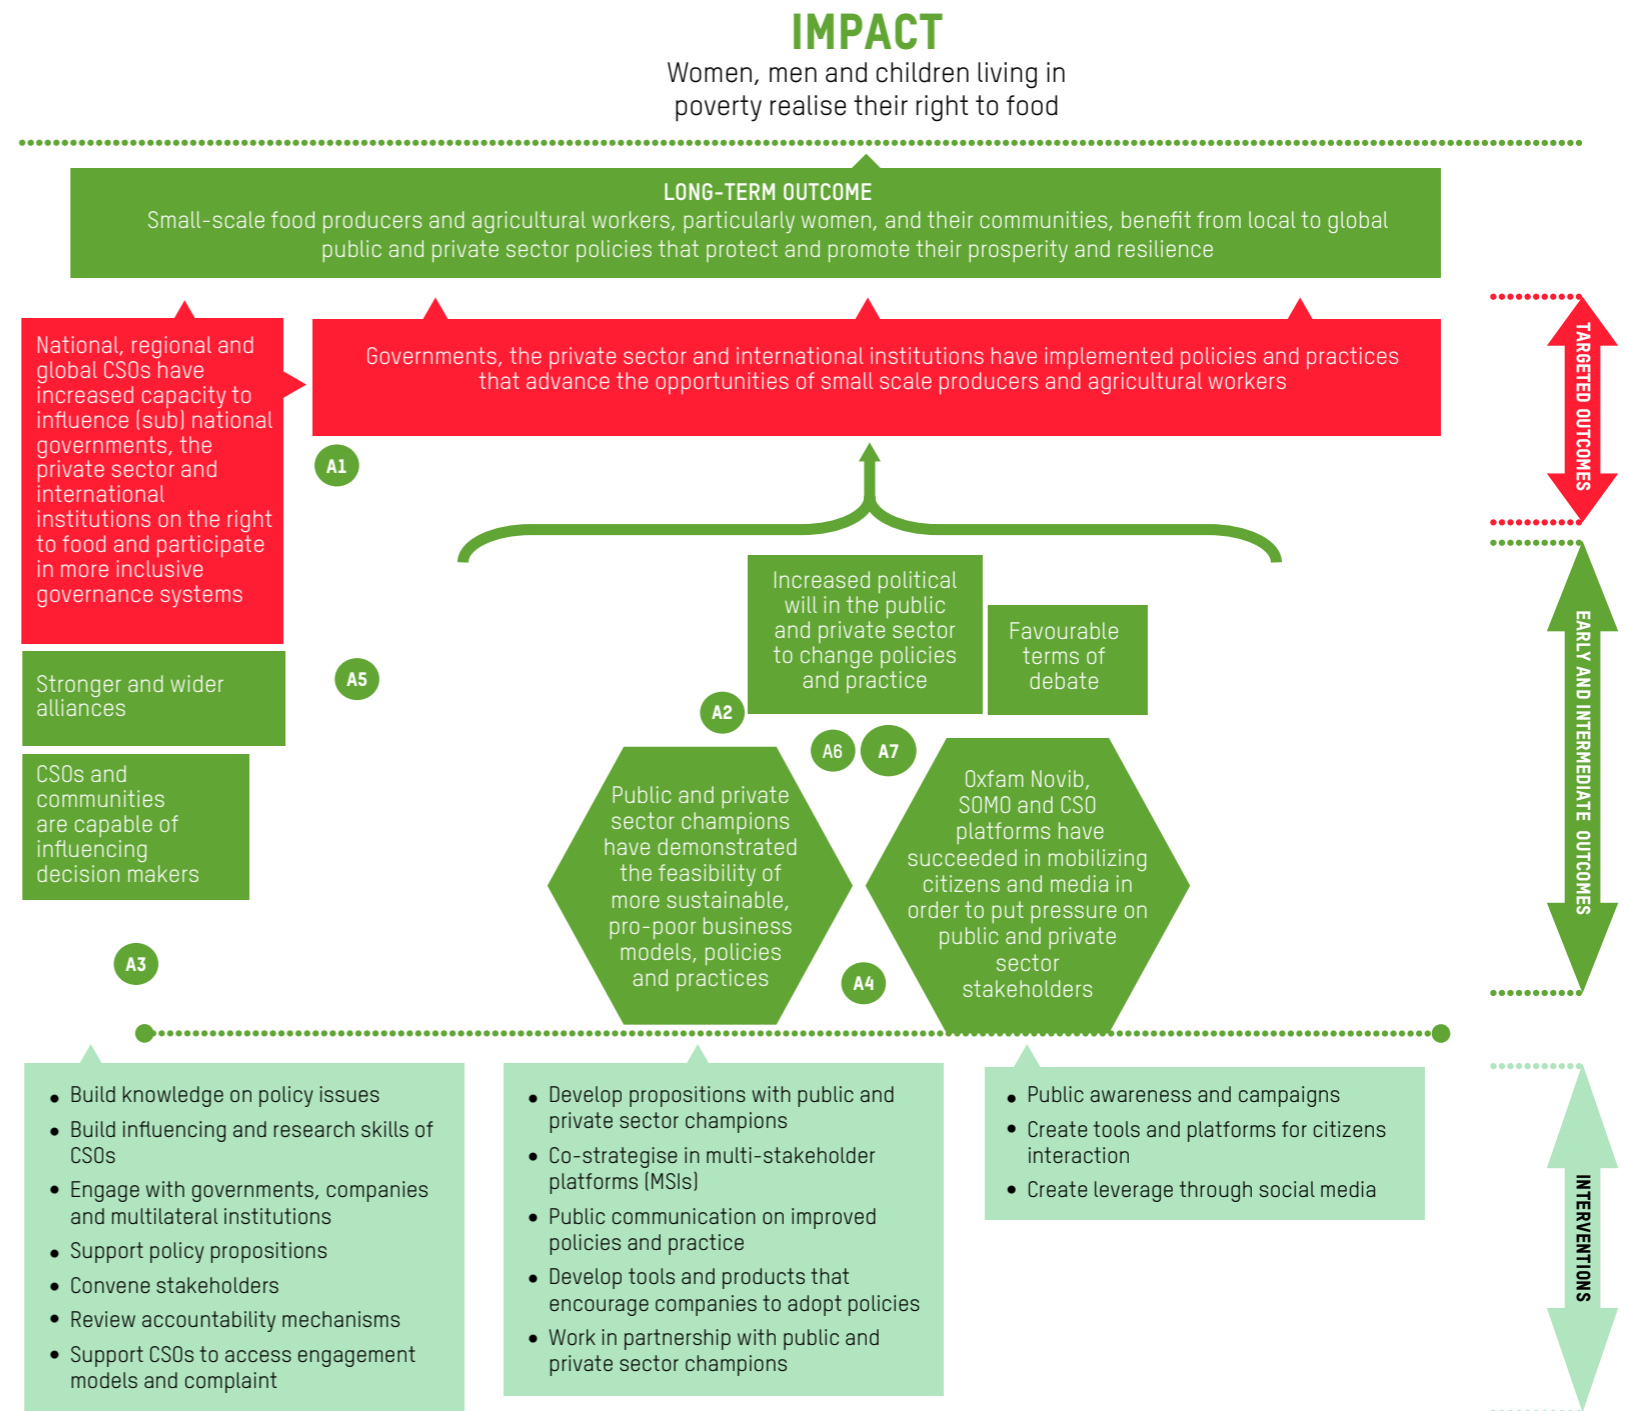 IMPACT
Women, men and children living in
poverty realise their right to food
LONG-TERM OUTCOME
Small-scale food producers and agricultural workers, particularly women, and their communities, benefit from local to global
public and private sector policies that protect and promote their prosperity and resilience
National, regional and
global CSOs have
increased capacity to
influence (sub) national
governments, the
private sector and
international
institutions on the right
to food and participate
in more inclusive
governance systems
Governments, the private sector and international institutions have implemented policies and practices
that advance the opportunities of small scale producers and agricultural workers
TARGETED OUTCOMES
A1
Increased political
will in the public
and private sector
to change policies
and practice
Favourable
terms of
debate
Stronger and wider
alliances
A5
A2
A6
A7
CSOs and
communities
are capable of
influencing
decision makers
Public and private
sector champions
have demonstrated
the feasibility of
more sustainable,
pro-poor business
models, policies
and practices
Oxfam Novib,
SOMO and CSO
platforms have
succeeded in mobilizing
citizens and media in
order to put pressure on
public and private
sector
stakeholders
EARLY AND INTERMEDIATE OUTCOMES
A3
A4
• Build knowledge on policy issues
• Build influencing and research skills of
CSOs
• Engage with governments, companies
and multilateral institutions
• Support policy propositions
• Convene stakeholders
• Review accountability mechanisms
• Support CSOs to access engagement
models and complaint
• Develop propositions with public and
private sector champions
• Co-strategise in multi-stakeholder
platforms (MSIs)
• Public communication on improved
policies and practice
• Develop tools and products that
encourage companies to adopt policies
• Work in partnership with public and
private sector champions
• Public awareness and campaigns
• Create tools and platforms for citizens
interaction
• Create leverage through social media
INTERVENTIONS